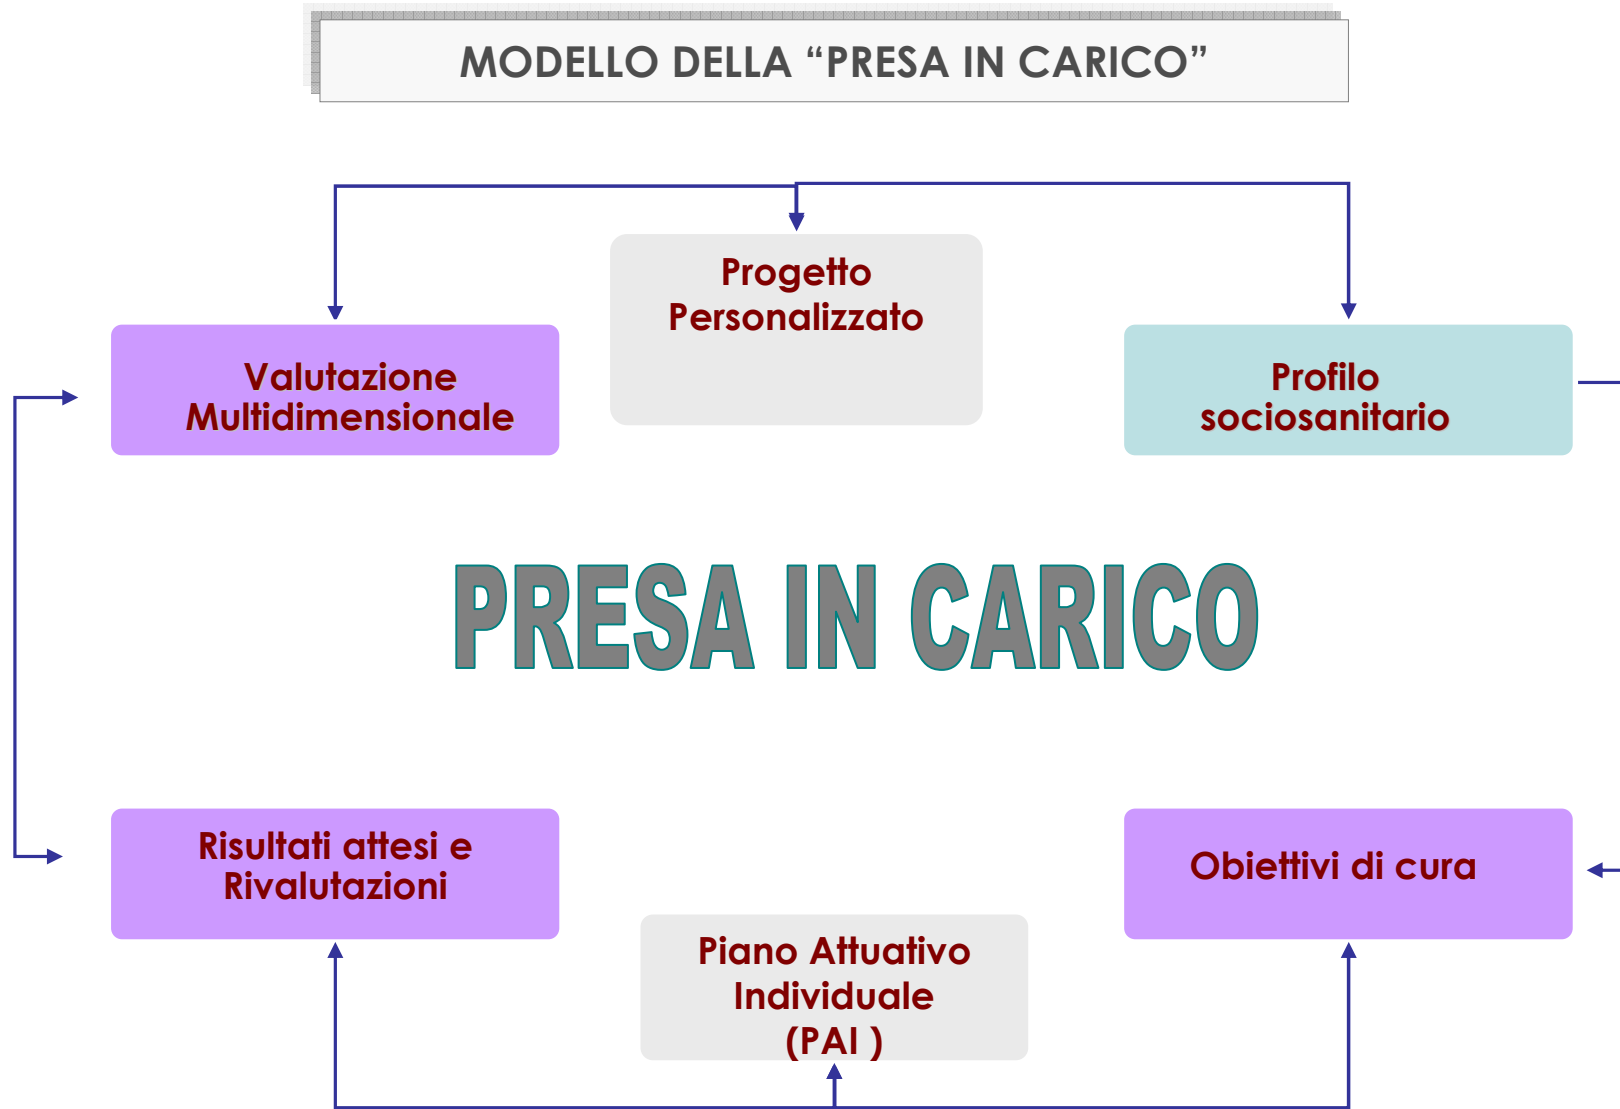 MODELLO DELLA “PRESA IN CARICO”
Progetto
Personalizzato
Valutazione
Multidimensionale
Profilo
sociosanitario
PRESA IN CARICO
Risultati attesi e
Rivalutazioni
Obiettivi di cura
Piano Attuativo
Individuale
(PAI )